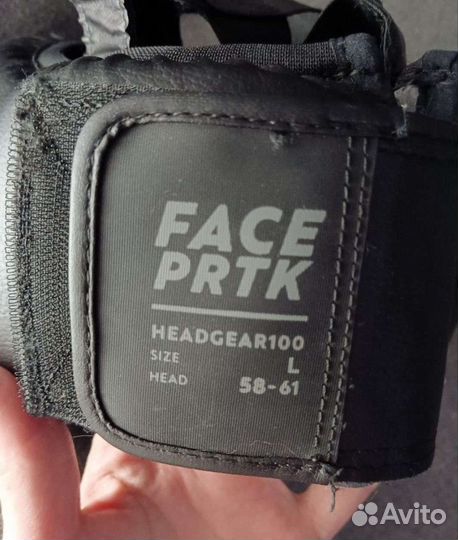 FACE
PRTK
HEADGEAR100
SIZE L
HEAD 58-61
Avito